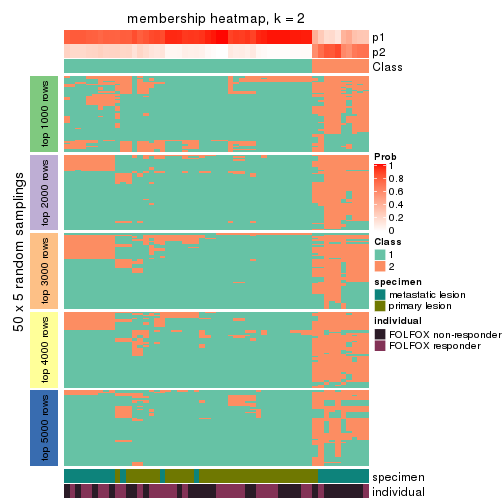 membership heatmap, k = 2
p1
p2
Class
50 x 5 random samplings
top 1000 rows
top 2000 rows
top 3000 rows
top 4000 rows
top 5000 rows
Prob
1
0.8
0.6
0.4
0.2
0
Class
1
2
specimen
metastatic lesion
primary lesion
individual
FOLFOX non-responder
FOLFOX responder
specimen
individual